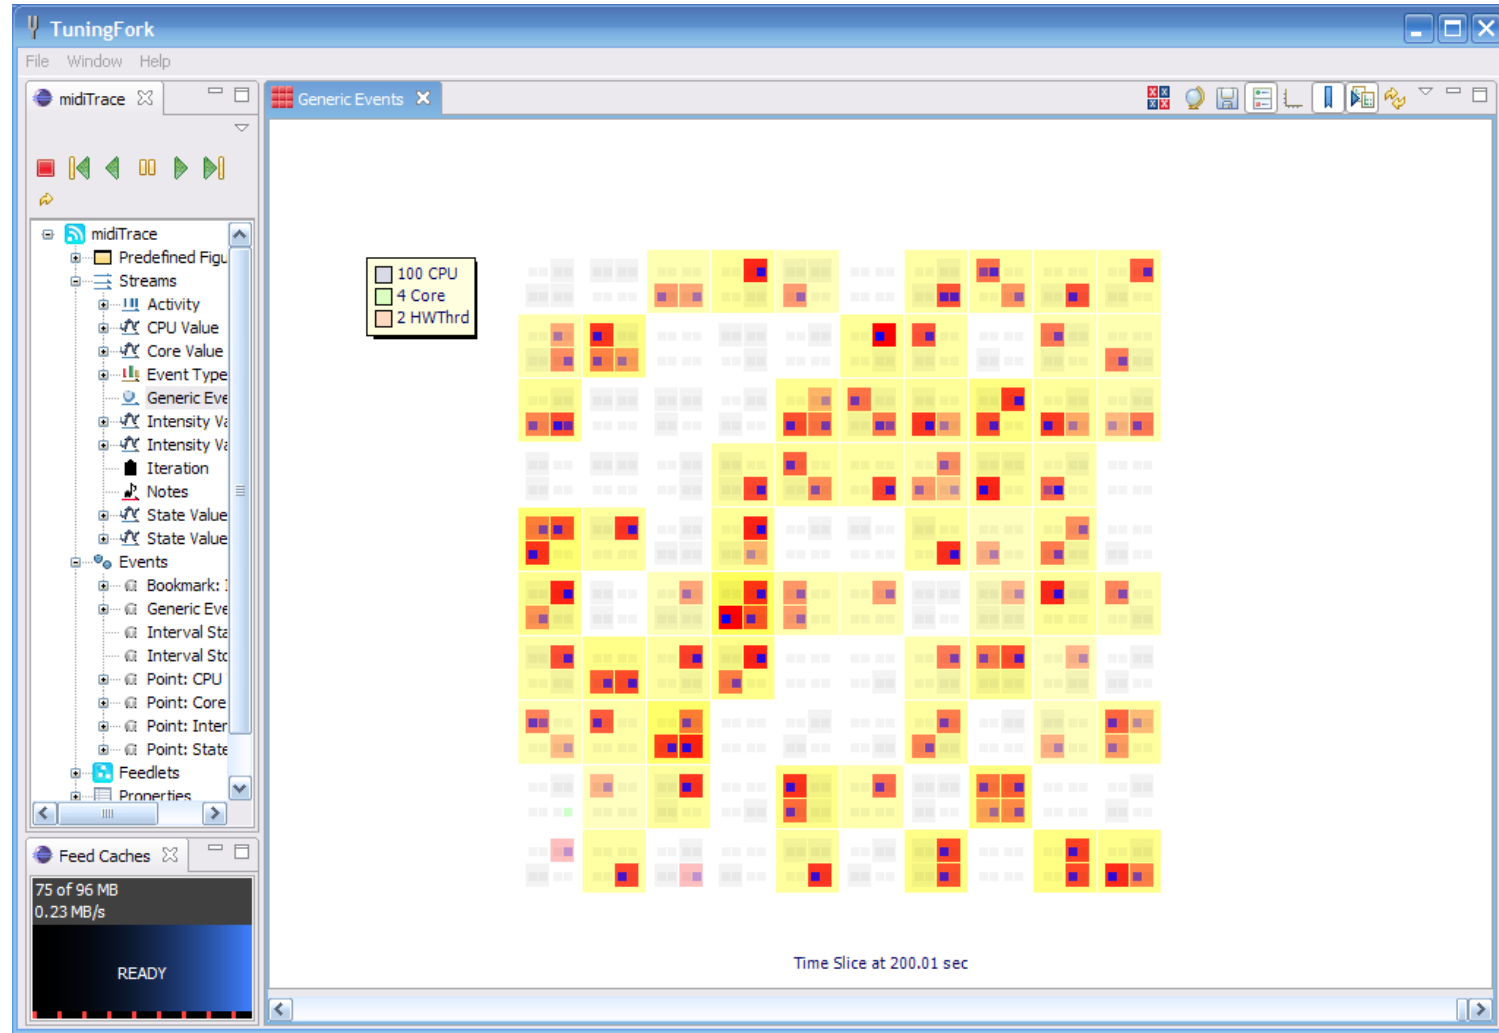 TuningFork
File Window Help
midiTrace
Generic Events
midiTrace
Predefined Figu
Streams
Activity
CPU Value
Core Value
Event Type
Generic Eve
Intensity Va
Intensity Va
Iteration
Notes
State Value
State Value
Events
Bookmark: I
Generic Eve
Interval Sta
Interval Sto
Point: CPU
Point: Core
Point: Inter
Point: State
Feedlets
Properties
Feed Caches
75 of 96 MB
0.23 MB/s
READY
100 CPU
4 Core
2 HWThrd
Time Slice at 200.01 sec